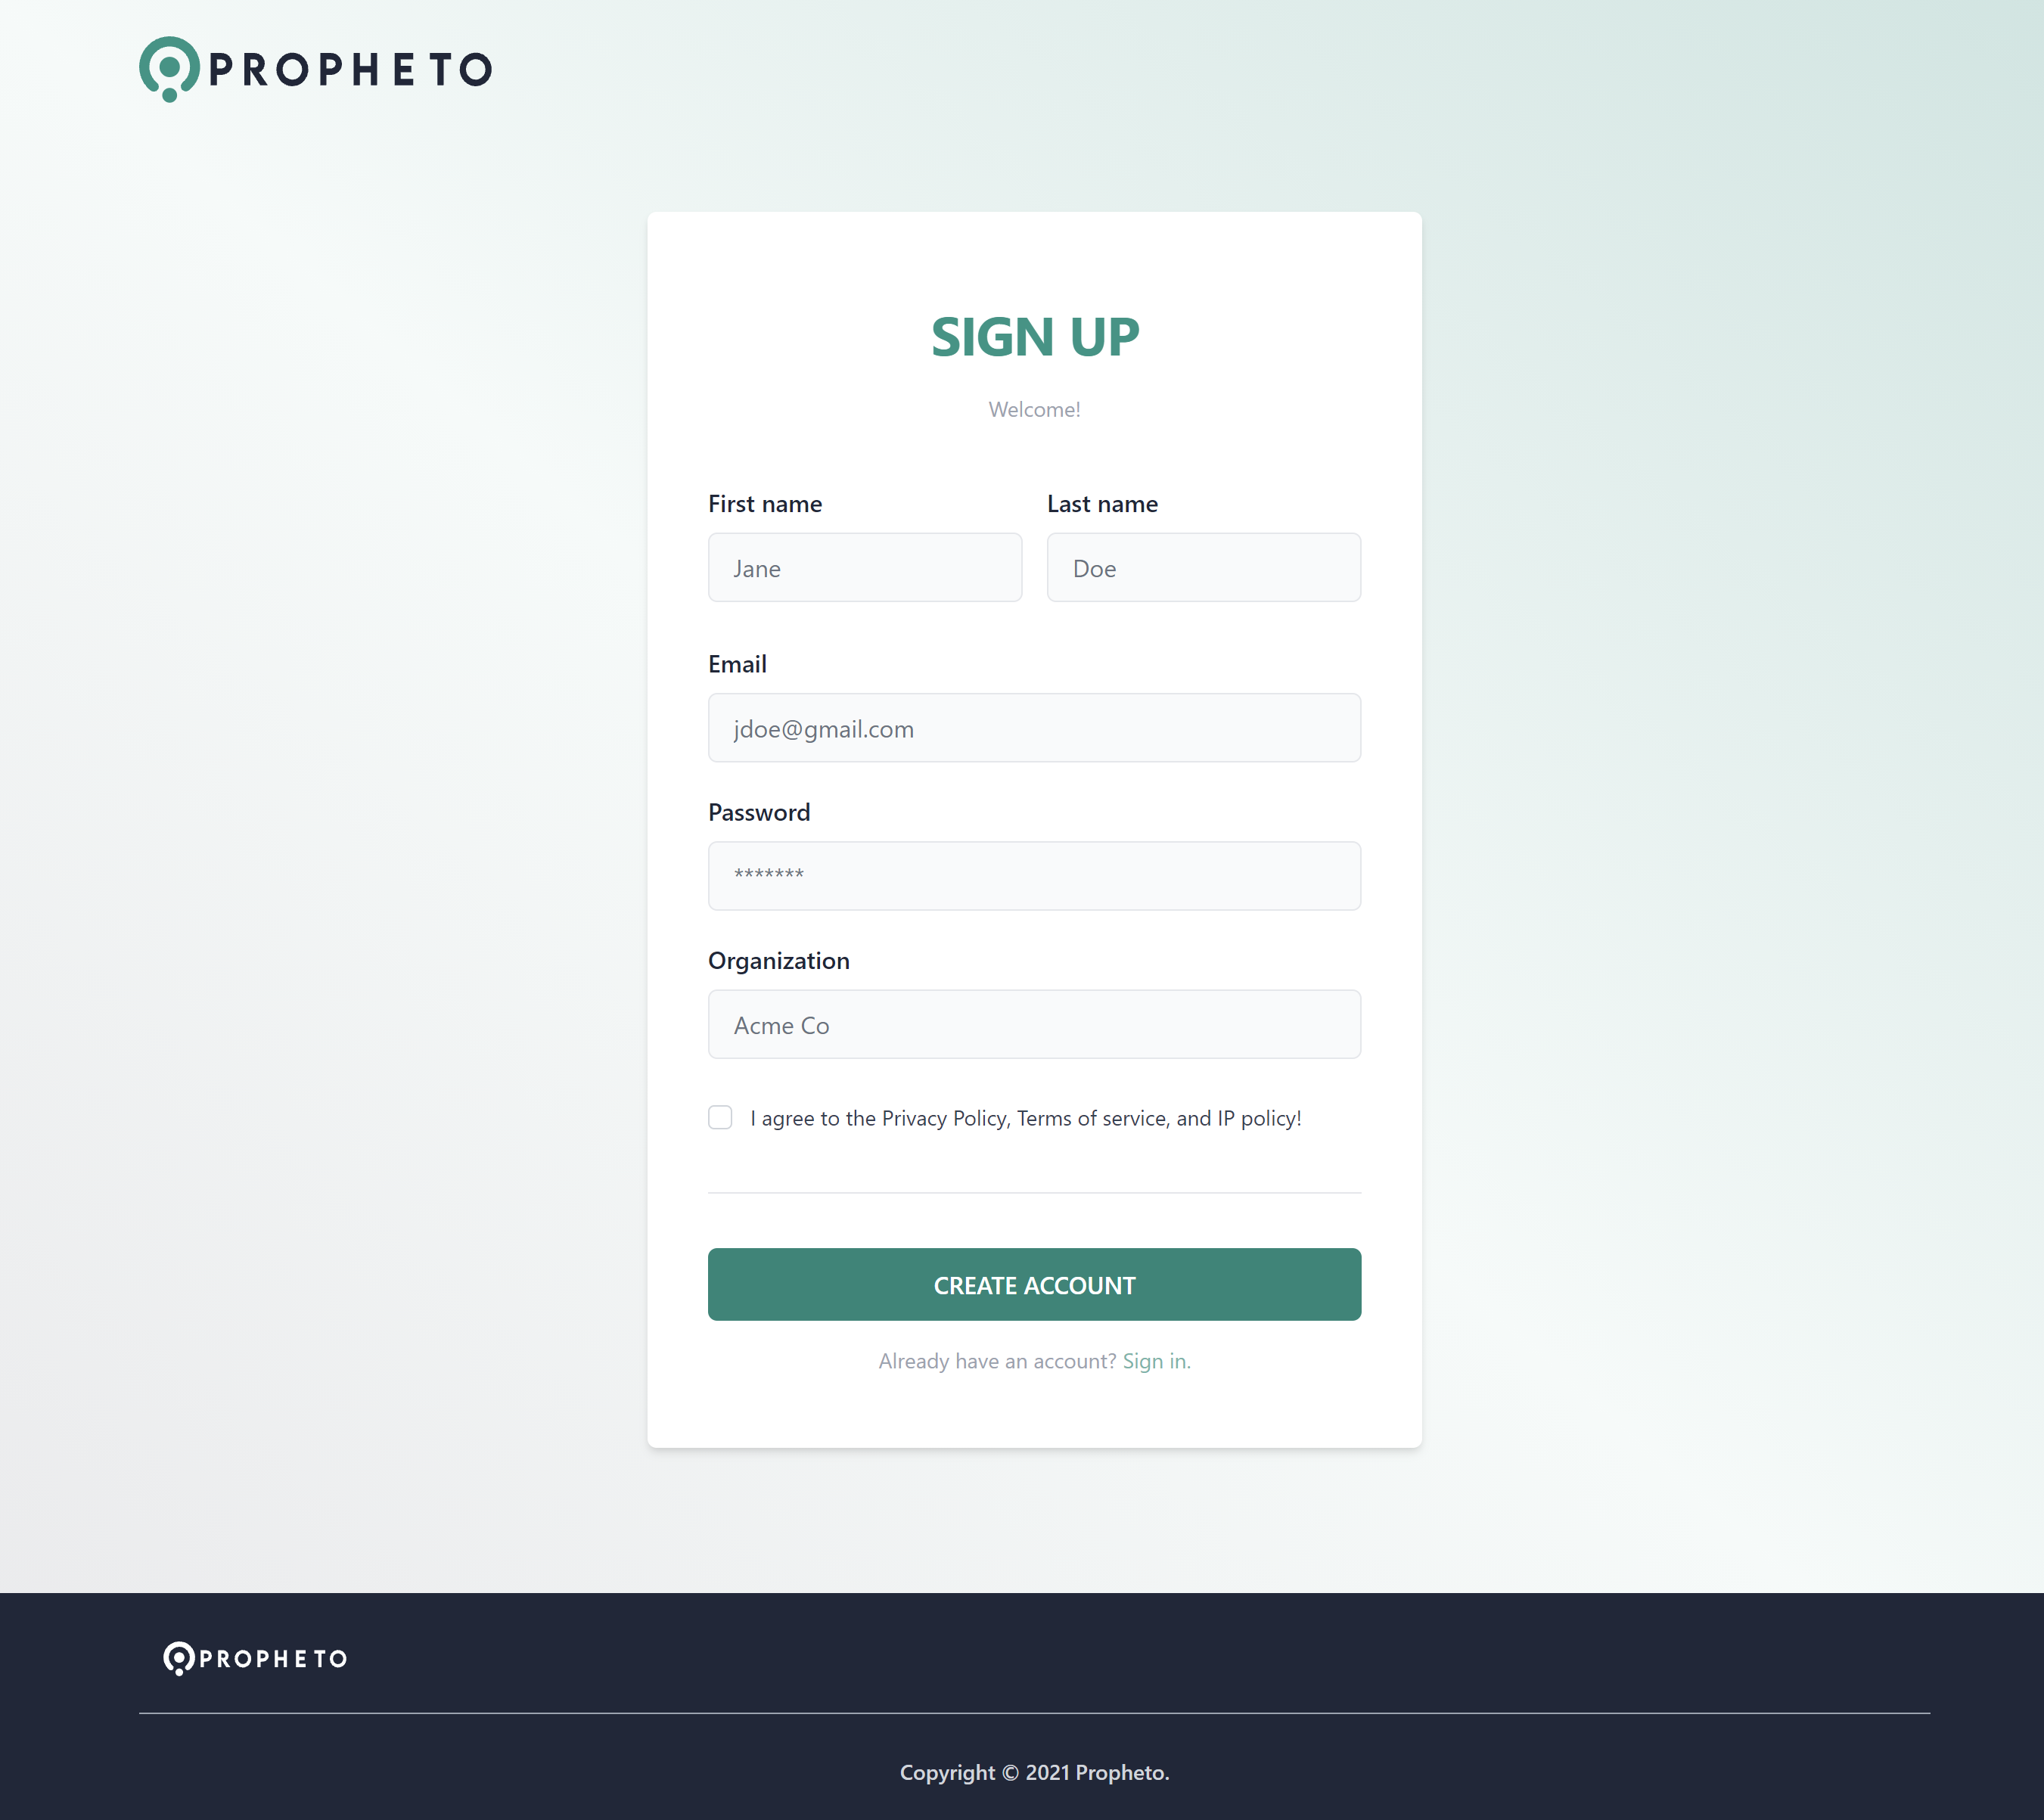 PROPHETO
SIGN UP
Welcome!
First name Last name
Jane Doe
Email
jdoe@gmail.com
Password
*******
Organization
Acme Co
I agree to the Privacy Policy, Terms of service, and IP policy!
CREATE ACCOUNT
Already have an account? Sign in.
PROPHETO
Copyright © 2021 Propheto.